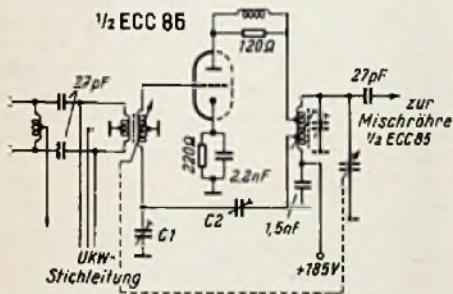 ½ ECC 85
120Ω
27pF
27pF
zur
Mischröhre
½ ECC85
220Ω
2,2nF
C2
C1
1,5nF
UKW-
Stichleitung
+185V